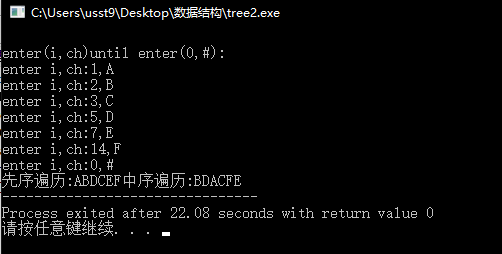 C:\Users\usst9\Desktop\数据结构\tree2.exe
enter(i,ch)until enter(0,#):
enter i,ch:1,A
enter i,ch:2,B
enter i,ch:3,C
enter i,ch:5,D
enter i,ch:7,E
enter i,ch:14,F
enter i,ch:0,#
先序遍历:ABDCEF中序遍历:BDACFE
--------------------------------
Process exited after 22.08 seconds with return value 0
请按任意键继续. . .